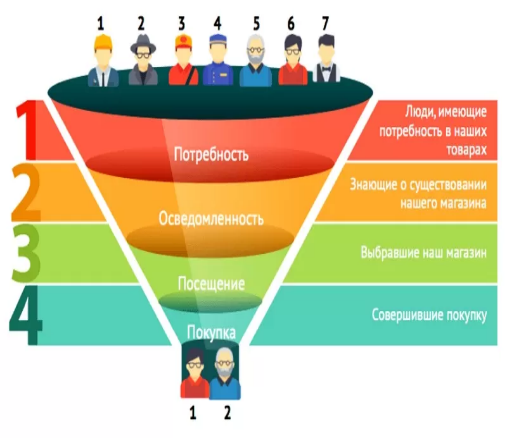 1 2 3 4 5 6 7
1
Потребность
Люди, имеющие
потребность в наших
товарах
2
Осведомленность
Знающие о существовании
нашего магазина
3
Посещение
Выбравшие наш магазин
4
Покупка
Совершившие покупку
1 2